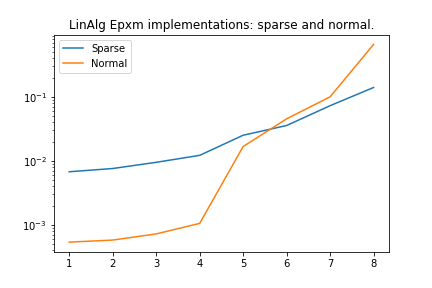 LinAlg Epxm implementations: sparse and normal.
Sparse
Normal
10⁻¹
10⁻²
10⁻³
1 2 3 4 5 6 7 8